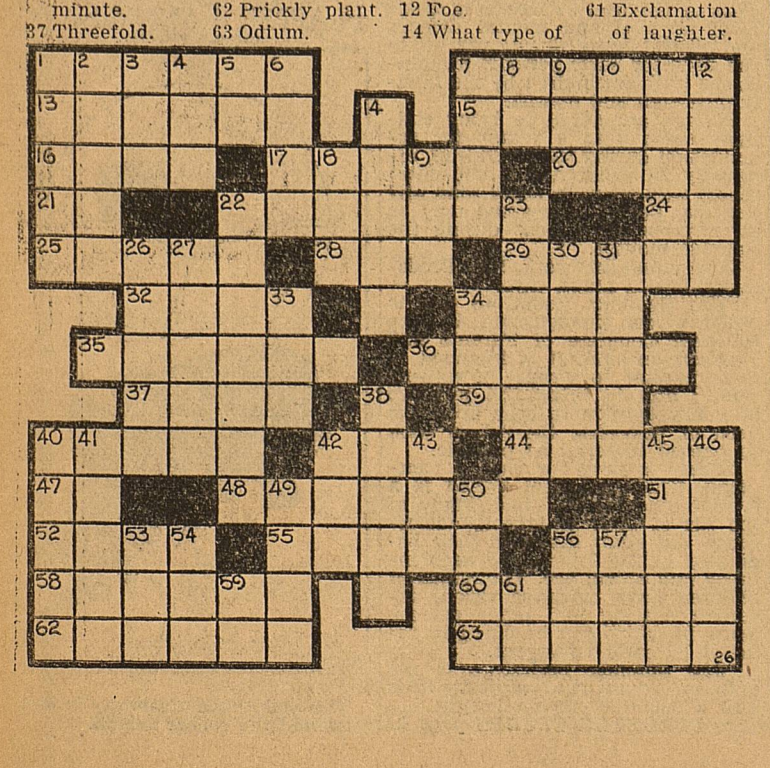 minute.
37 Threefold.
62 Prickly plant.
63 Odium.
12 Foe.
14 What type of
61 Exclamation
of laughter.
1 2 3 4 5 6 7 8 9 10 11 12
13 14 15
16 17 18 19 20
21 22 23 24
25 26 27 28 29 30 31
32 33 34
35 36
37 38 39
40 41 42 43 44 45 46
47 48 49 50 51
52 53 54 55 56 57
58 59 60 61
62 63 26